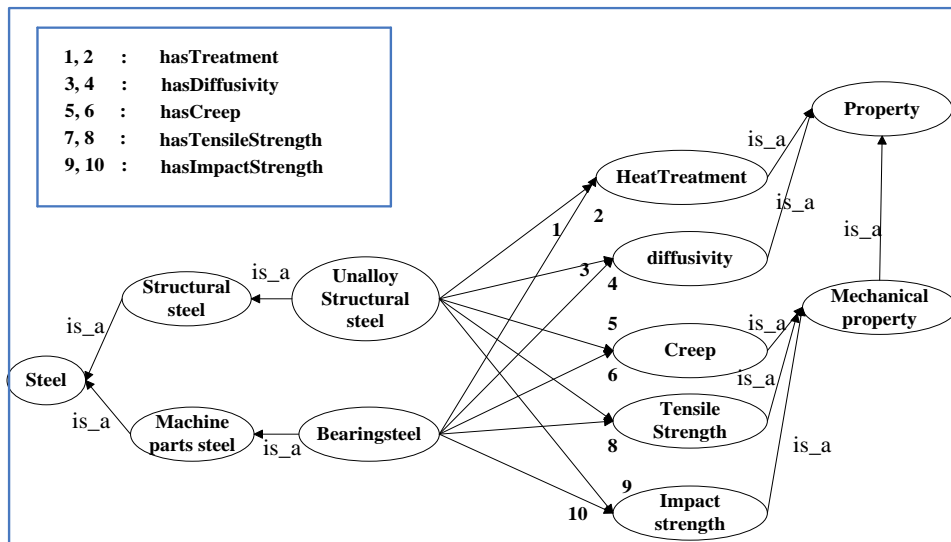 1, 2 : hasTreatment
3, 4 : hasDiffusivity
5, 6 : hasCreep
7, 8 : hasTensileStrength
9, 10 : hasImpactStrength
Property
is_a
HeatTreatment
2
1
is_a
is_a
diffusivity
3
4
is_a
Structural
steel
is_a
Unalloy
Structural
steel
Mechanical
property
is_a
5
is_a
Creep
6
Steel
is_a
is_a
Machine
parts steel
is_a
Bearingsteel
Tensile
Strength
8
is_a
9
10
Impact
strength